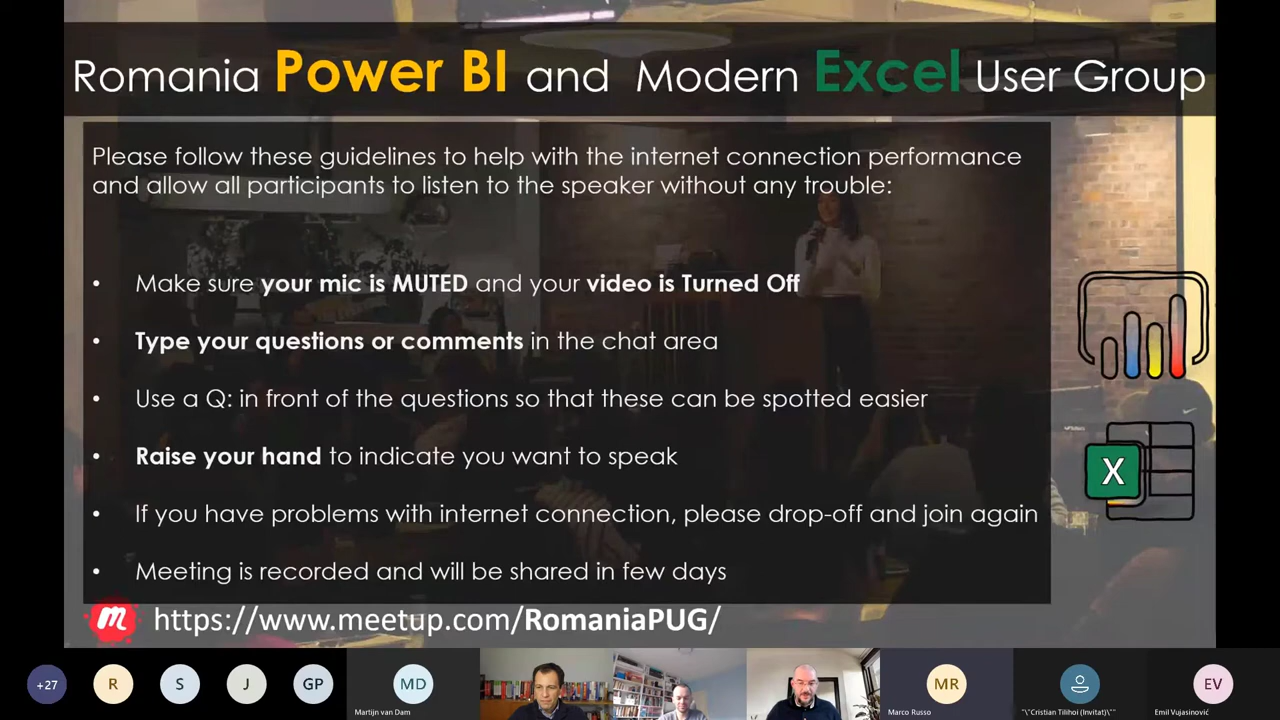 Romania Power BI and Modern Excel User Group
Please follow these guidelines to help with the internet connection performance
and allow all participants to listen to the speaker without any trouble:
• Make sure your mic is MUTED and your video is Turned Off
• Type your questions or comments in the chat area
• Use a Q: in front of the questions so that these can be spotted easier
• Raise your hand to indicate you want to speak
• If you have problems with internet connection, please drop-off and join again
• Meeting is recorded and will be shared in few days
X
m https://www.meetup.com/RomaniaPUG/
+27 R S J GP MD MR EV
Martijn van Dam Marco Russo "\"Cristian Tilihoi (Invitat)\"" Emil Vujasinović